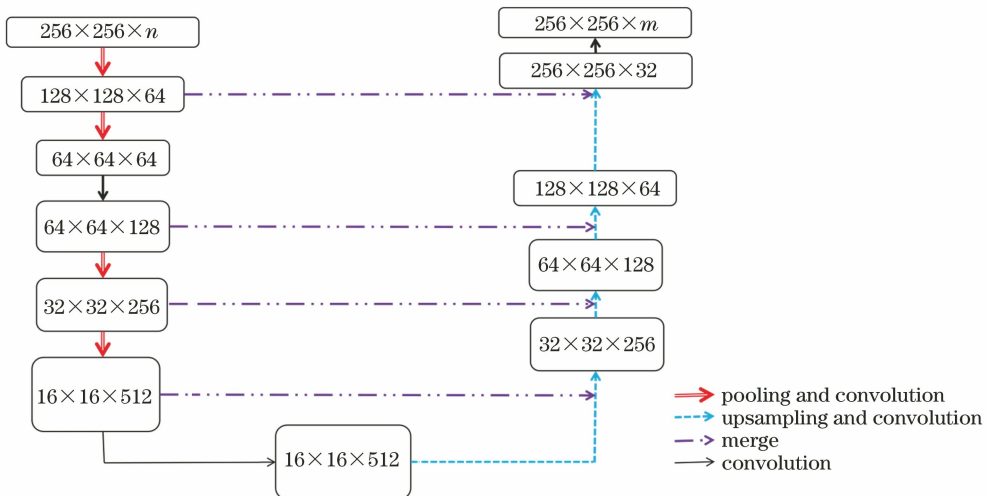 256×256×n
128×128×64
64×64×64
64×64×128
32×32×256
16×16×512
16×16×512
256×256×m
256×256×32
128×128×64
64×64×128
32×32×256
pooling and convolution
upsampling and convolution
merge
convolution